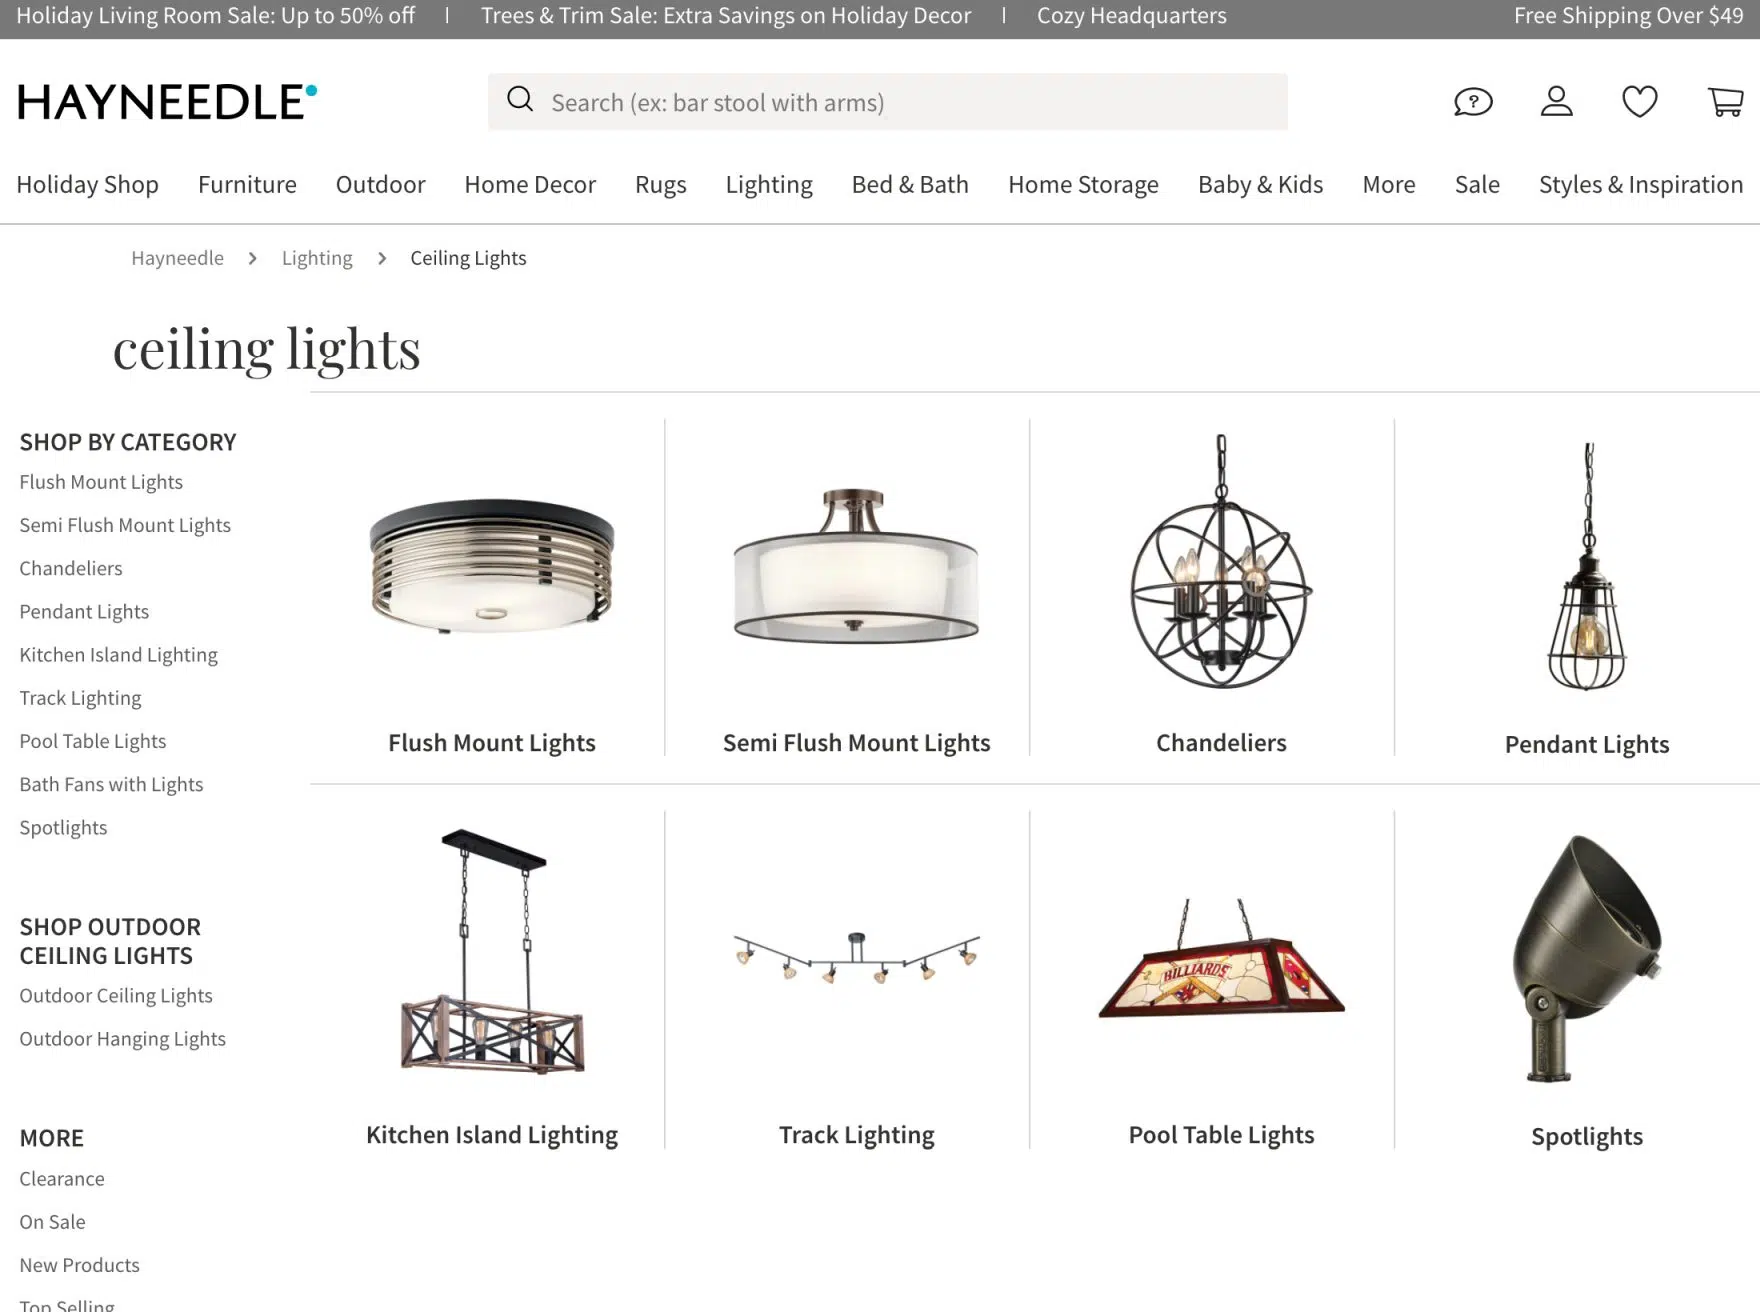 Holiday Living Room Sale: Up to 50% off | Trees & Trim Sale: Extra Savings on Holiday Decor | Cozy Headquarters Free Shipping Over $49
HAYNEEDLE
Search (ex: bar stool with arms)
?
Holiday Shop Furniture Outdoor Home Decor Rugs Lighting Bed & Bath Home Storage Baby & Kids More Sale Styles & Inspiration
Hayneedle > Lighting > Ceiling Lights
ceiling lights
SHOP BY CATEGORY
Flush Mount Lights
Semi Flush Mount Lights
Chandeliers
Pendant Lights
Kitchen Island Lighting
Track Lighting
Pool Table Lights
Bath Fans with Lights
Spotlights
SHOP OUTDOOR
CEILING LIGHTS
Outdoor Ceiling Lights
Outdoor Hanging Lights
MORE
Clearance
On Sale
New Products
Top Selling
Flush Mount Lights
Semi Flush Mount Lights
Chandeliers
Pendant Lights
BILLIARDS
Kitchen Island Lighting
Track Lighting
Pool Table Lights
Spotlights